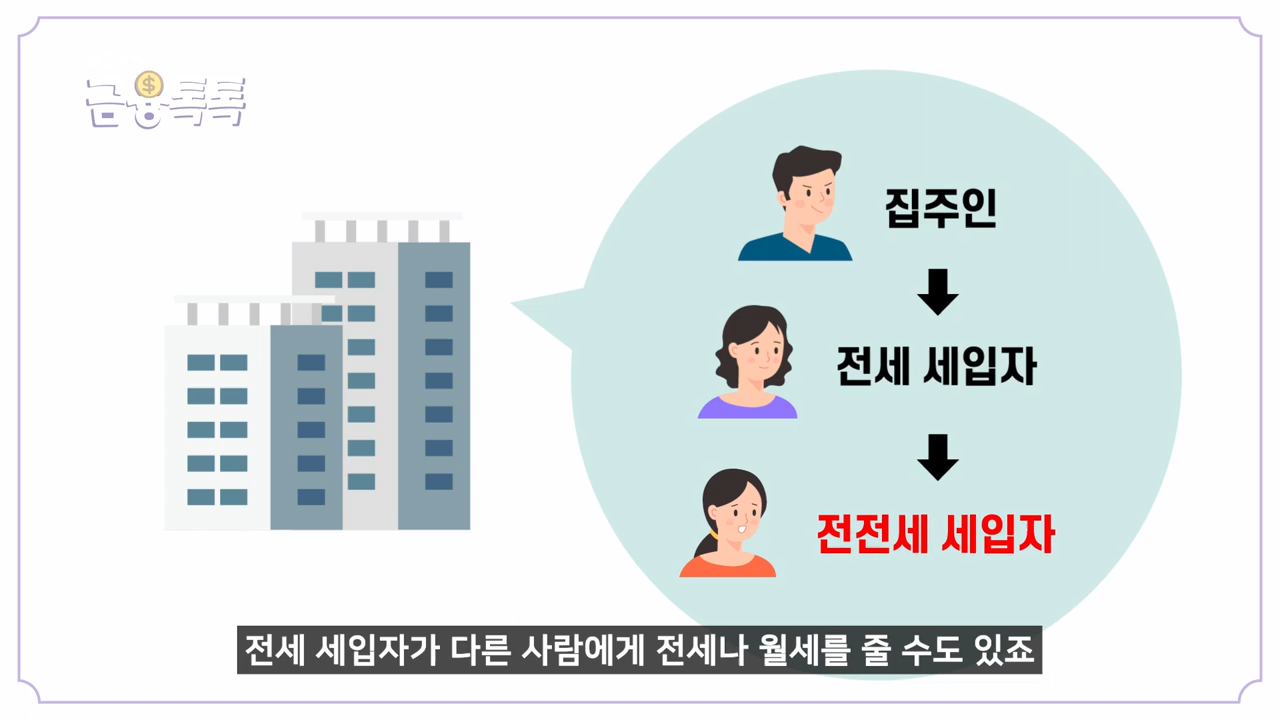 금융톡톡
집주인
전세 세입자
전전세 세입자
전세 세입자가 다른 사람에게 전세나 월세를 줄 수도 있죠